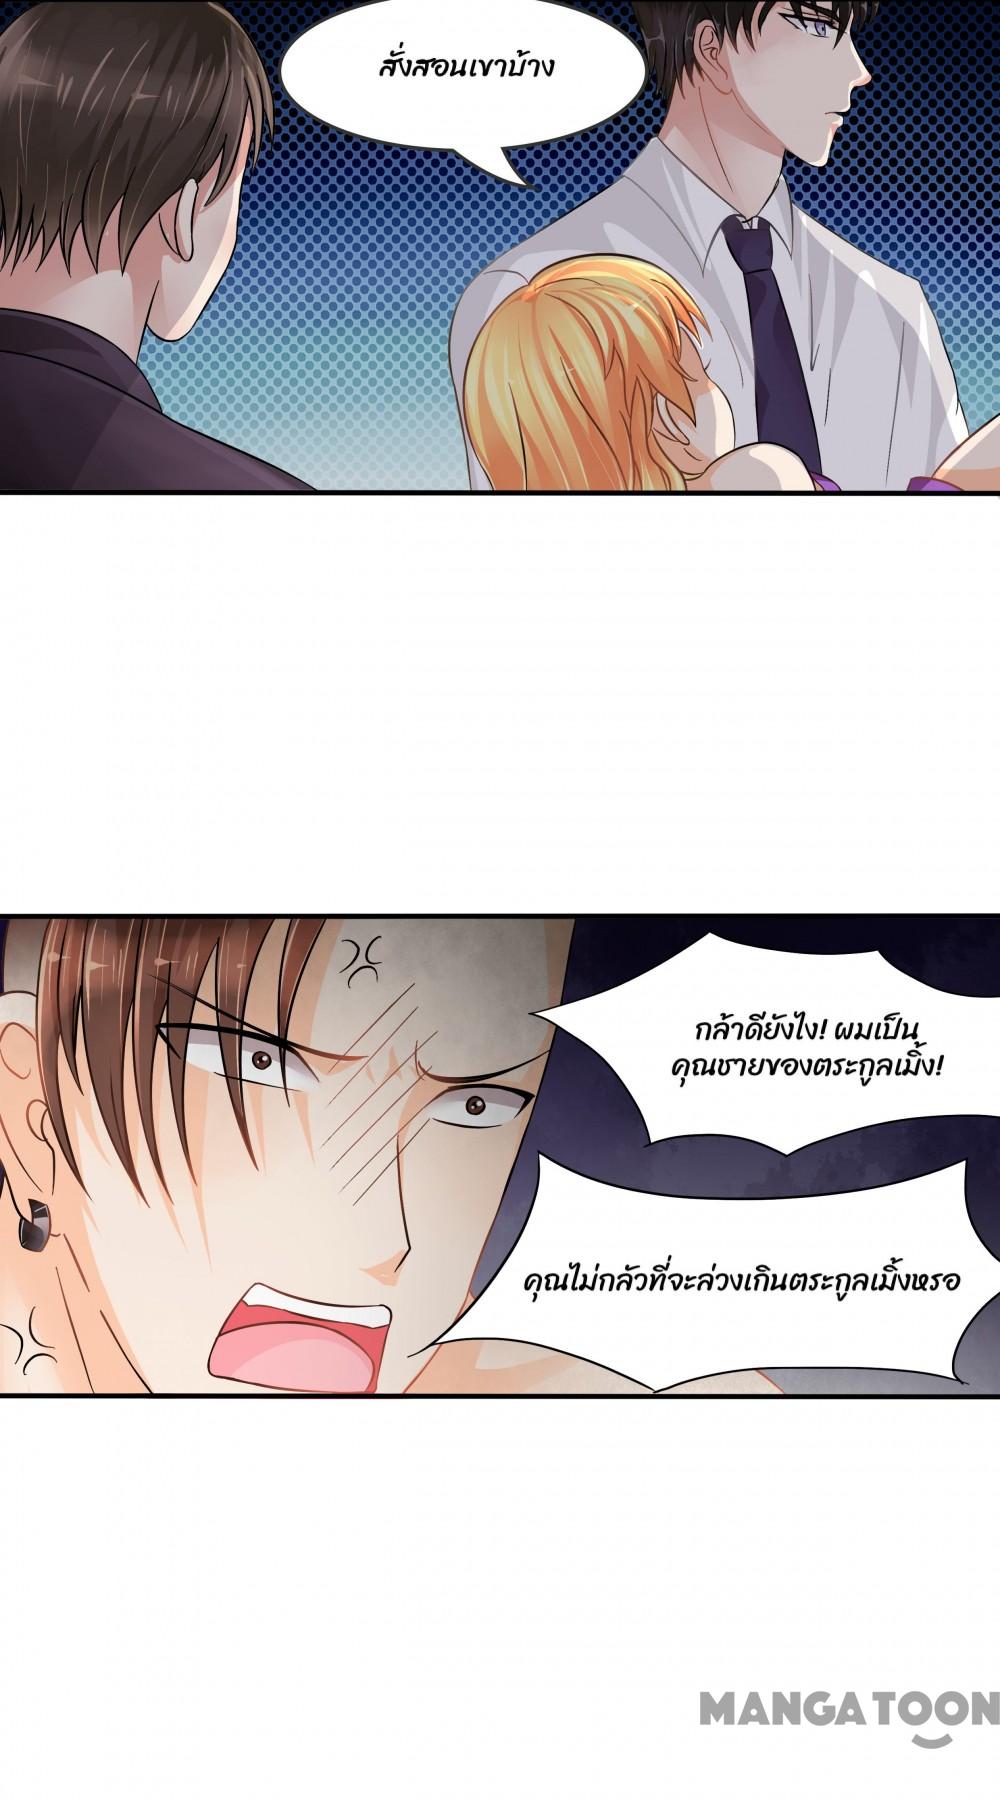 สั่งสอนเขาบ้าง
กล้าดียังไง! ผมเป็น
คุณชายของตระกูลเมิ้ง!
คุณไม่กลัวที่จะล่วงเกินตระกูลเมิ้งหรอ
MANGATOON